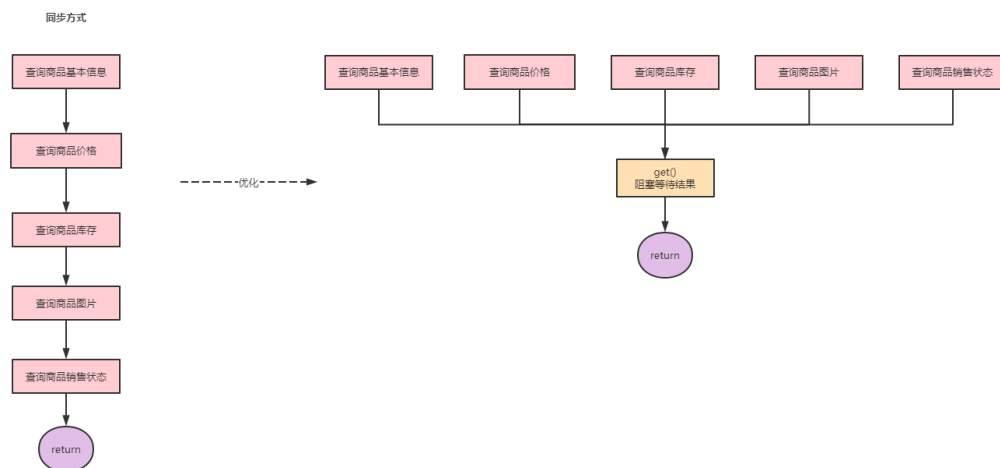 同步方式
查询商品基本信息
查询商品价格
查询商品库存
查询商品图片
查询商品销售状态
return
优化
查询商品基本信息
查询商品价格
查询商品库存
查询商品图片
查询商品销售状态
get()
阻塞等待结果
return